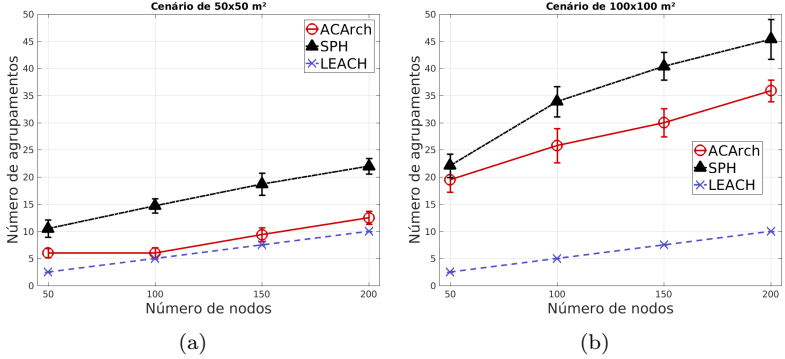 Cenário de 50x50 m²
50
45
40
35
30
25
20
15
10
5
0
Número de agrupamentos
ACArch
SPH
LEACH
50
100
150
200
Número de nodos
(a)
Cenário de 100x100 m²
50
45
40
35
30
25
20
15
10
5
0
Número de agrupamentos
ACArch
SPH
LEACH
50
100
150
200
Número de nodos
(b)